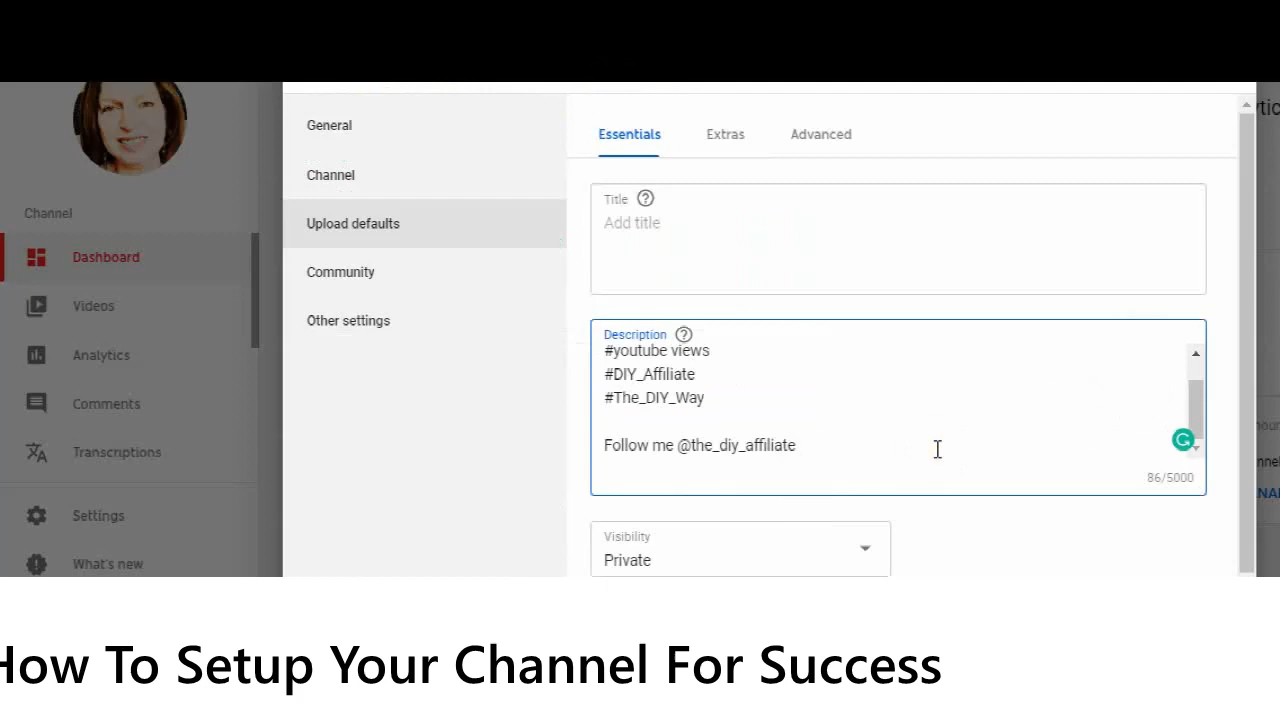 General
Channel
Upload defaults
Community
Other settings
Essentials Extras Advanced
Title ?
Add title
Description ?
#youtube views
#DIY_Affiliate
#The_DIY_Way
Follow me @the_diy_affiliate
G
86/5000
Visibility
Private
Channel
Dashboard
Videos
Analytics
Comments
Transcriptions
Settings
What's new
How To Setup Your Channel For Success